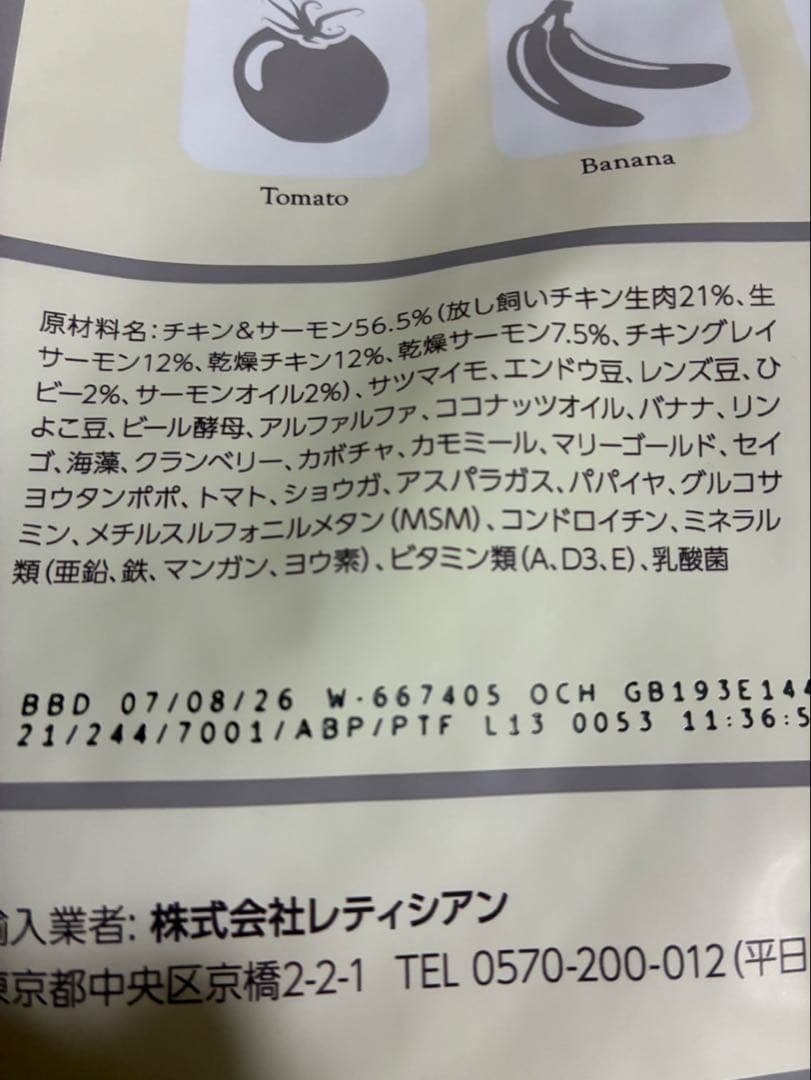 Tomato
Banana
原材料名:チキン&サーモン56.5%(放し飼いチキン生肉21%、生
サーモン12%、乾燥チキン12%、乾燥サーモン7.5%、チキングレイ
ビー2%、サーモンオイル2%)、サツマイモ、エンドウ豆、レンズ豆、ひ
よこ豆、ビール酵母、アルファルファ、ココナッツオイル、バナナ、リン
ゴ、海藻、クランベリー、カボチャ、カモミール、マリーゴールド、セイ
ヨウタンポポ、トマト、ショウガ、アスパラガス、パパイヤ、グルコサ
ミン、メチルスルフォニルメタン(MSM)、コンドロイチン、ミネラル
類(亜鉛、鉄、マンガン、ヨウ素)、ビタミン類(A、D3、E)、乳酸菌
BBD 07/08/26 W-667405 OCH GB193E144
21/244/7001/ABP/PTF L13 0053 11:36:5
輸入業者: 株式会社レティシアン
東京都中央区京橋2-2-1 TEL 0570-200-012(平日